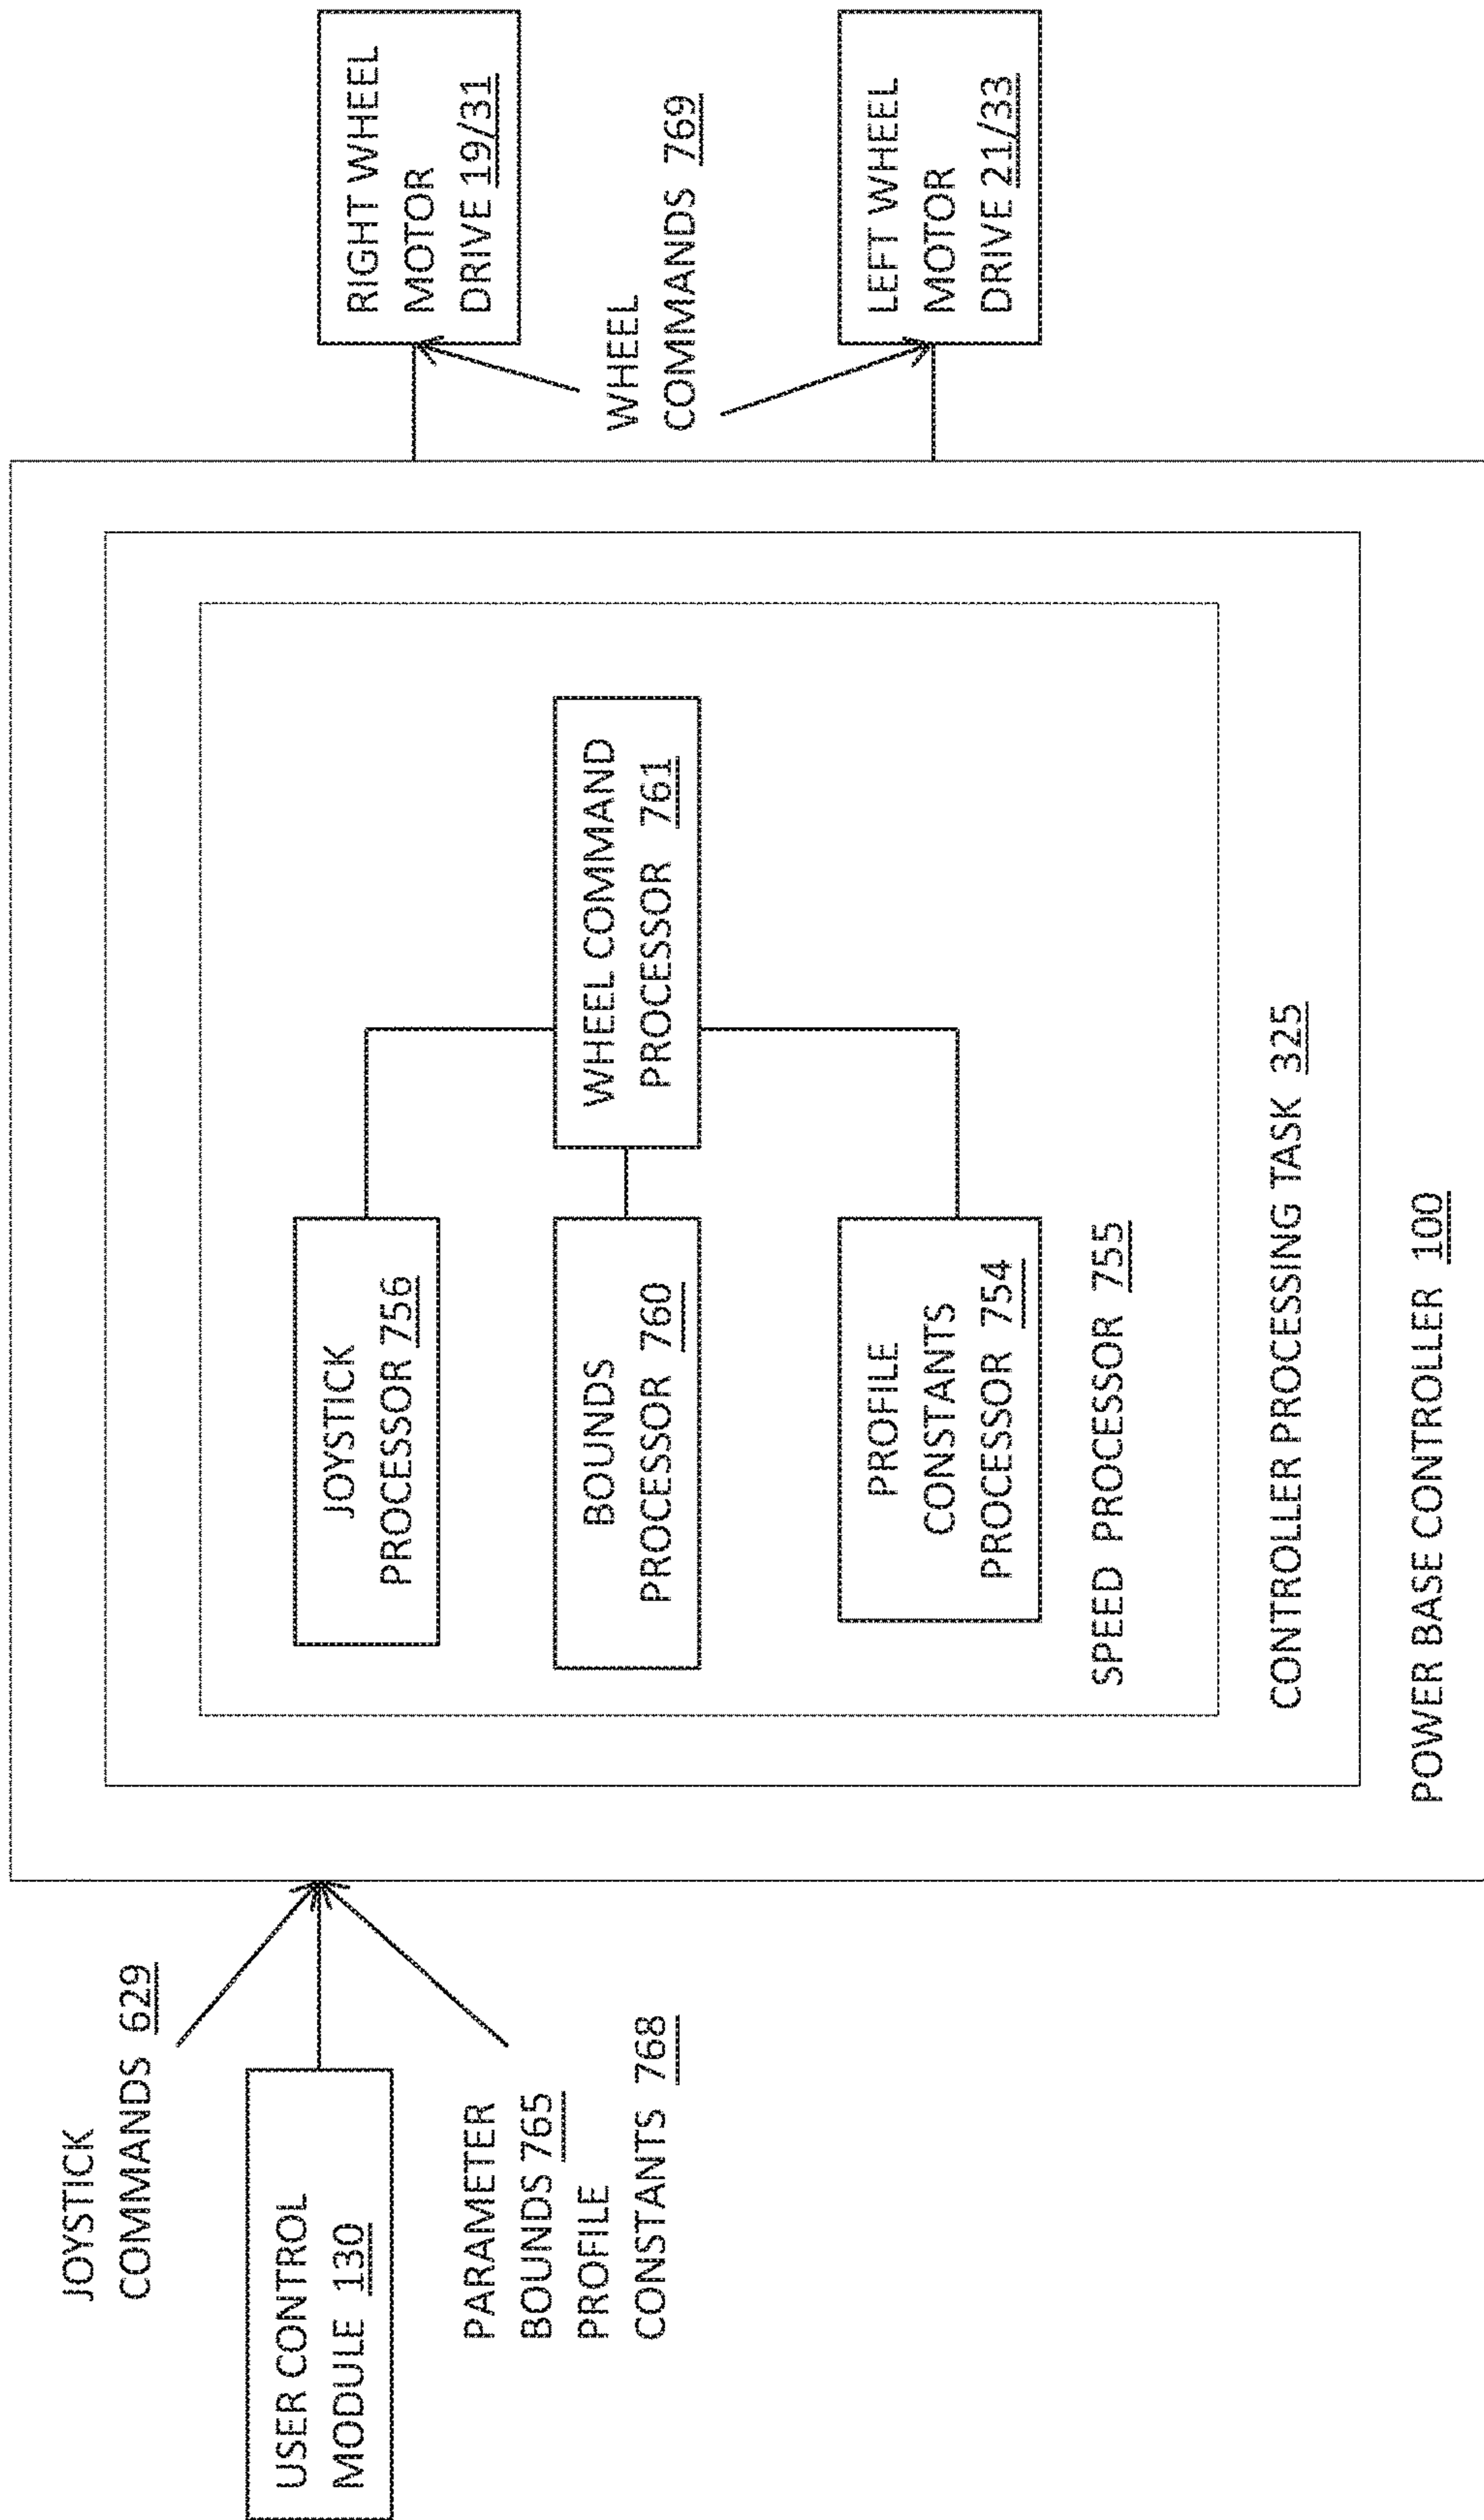 JOYSTICK
COMMANDS 629
USER CONTROL
MODULE 130
PARAMETER
BOUNDS 765
PROFILE
CONSTANTS 768
JOYSTICK
PROCESSOR 756
BOUNDS
PROCESSOR 760
PROFILE
CONSTANTS
PROCESSOR 754
WHEEL COMMAND
PROCESSOR 761
SPEED PROCESSOR 755
CONTROLLER PROCESSING TASK 325
POWER BASE CONTROLLER 100
RIGHT WHEEL
MOTOR
DRIVE 19/31
WHEEL
COMMANDS 769
LEFT WHEEL
MOTOR
DRIVE 21/33